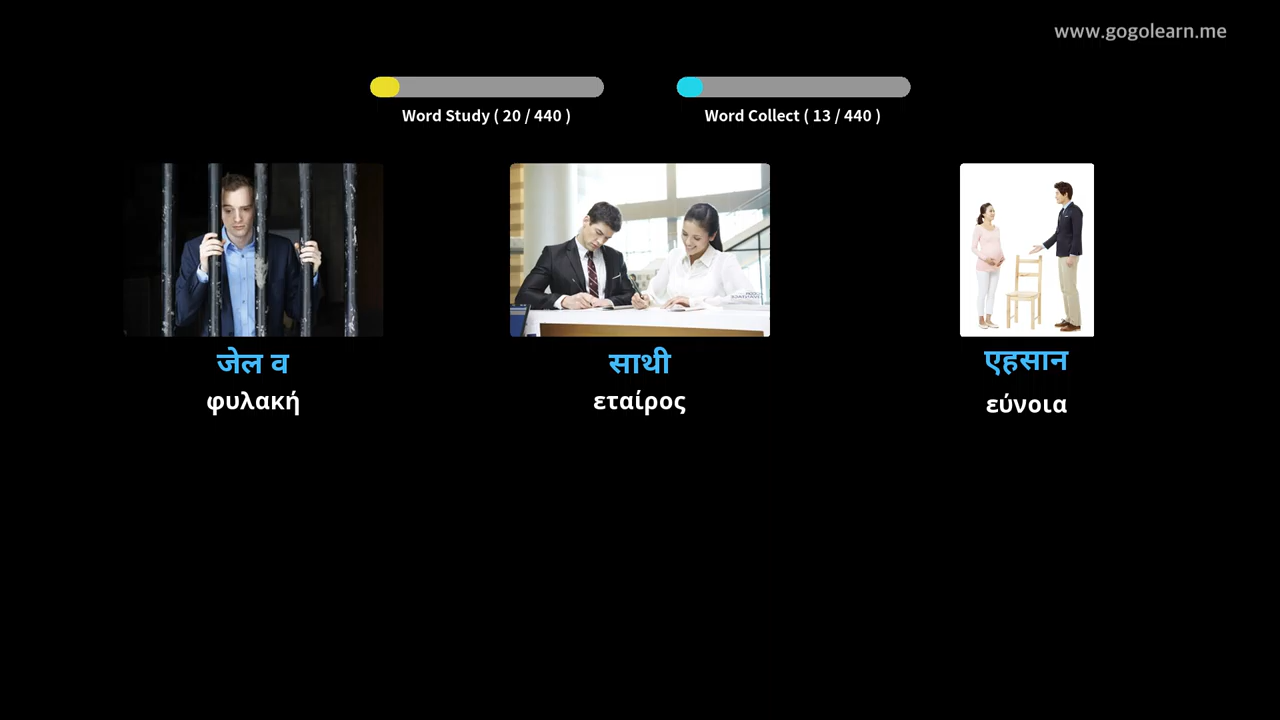 www.gogolearn.me
Word Study ( 20 / 440 )
Word Collect ( 13 / 440 )
जेल व
साथी
एहसान
φυλακή
εταίρος
εύνοια